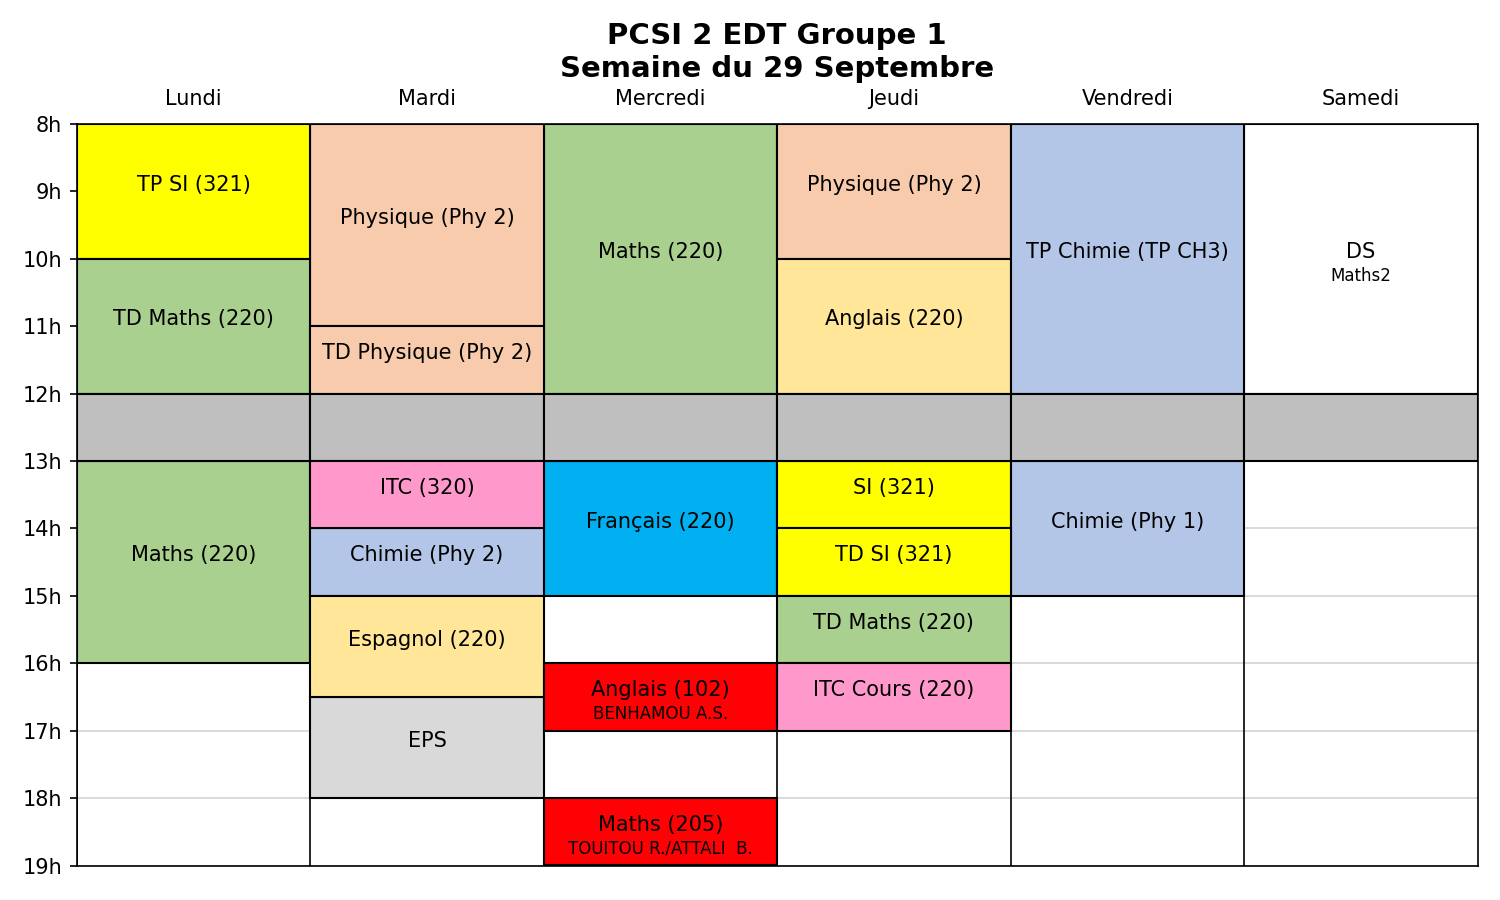 PCSI 2 EDT Groupe 1
Semaine du 29 Septembre
Lundi
Mardi
Mercredi
Jeudi
Vendredi
Samedi
8h
9h
10h
11h
12h
13h
14h
15h
16h
17h
18h
19h
TP SI (321)
TD Maths (220)
Maths (220)
Physique (Phy 2)
TD Physique (Phy 2)
ITC (320)
Chimie (Phy 2)
Espagnol (220)
EPS
Maths (220)
Français (220)
Anglais (102)
BENHAMOU A.S.
Maths (205)
TOUITOU R./ATTALI  B.
Physique (Phy 2)
Anglais (220)
SI (321)
TD SI (321)
TD Maths (220)
ITC Cours (220)
TP Chimie (TP CH3)
Chimie (Phy 1)
DS
Maths2